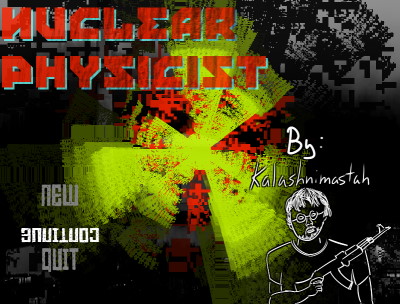 NUCLEAR
PHYSICIST
By:
Kalashnimastah
NEW
CONTINUE
QUIT